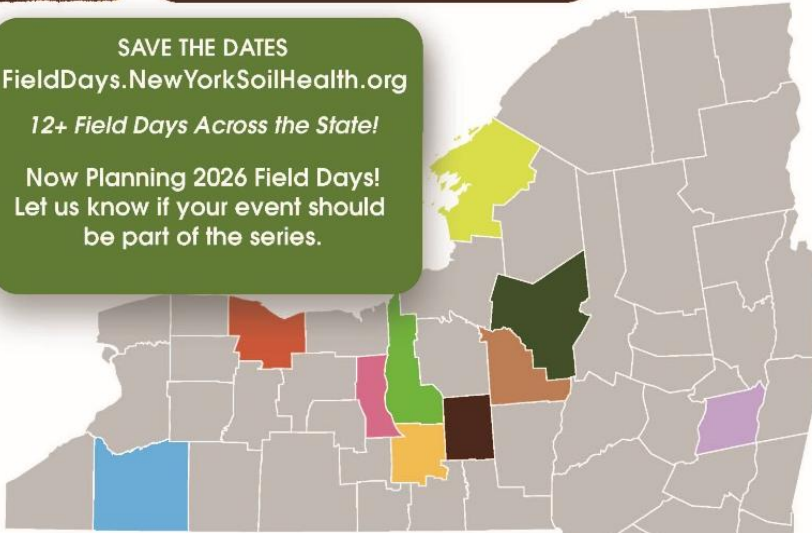 SAVE THE DATES
FieldDays.NewYorkSoilHealth.org
12+ Field Days Across the State!
Now Planning 2026 Field Days!
Let us know if your event should
be part of the series.